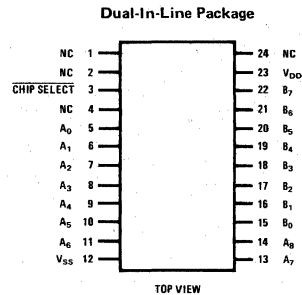 Dual-In-Line Package
NC 1 24 NC
NC 2 23 VDD
CHIP SELECT 3 22 B7
NC 4 21 B6
A0 5 20 B5
A1 6 19 B4
A2 7 18 B3
A3 8 17 B2
A4 9 16 B1
A5 10 15 B0
A6 11 14 A8
VSS 12 13 A7
TOP VIEW